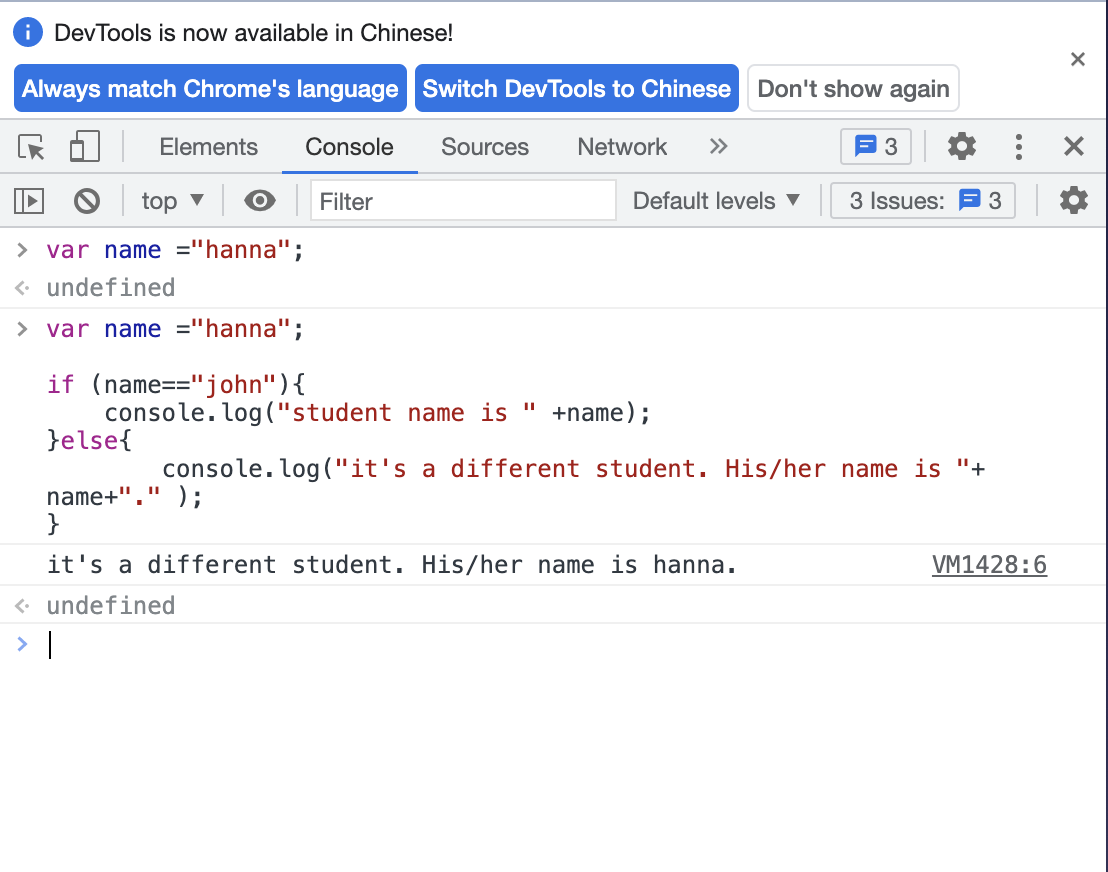 DevTools is now available in Chinese!
Always match Chrome's language Switch DevTools to Chinese Don't show again
Elements Console Sources Network 3
top Filter Default levels 3 Issues: 3
var name ="hanna";
undefined
var name ="hanna";
if (name=="john"){
console.log("student name is " +name);
}else{
console.log("it's a different student. His/her name is "+
name+"." );
}
it's a different student. His/her name is hanna. VM1428:6
undefined